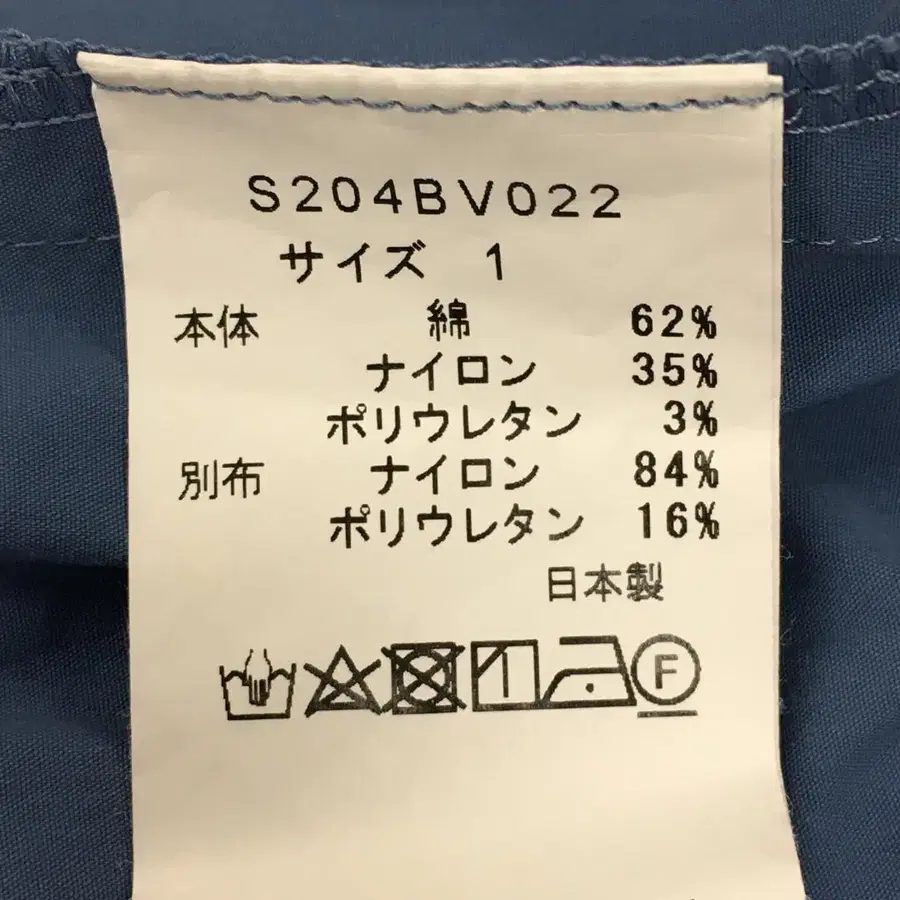 S204BV022
サイズ 1
本体 綿 62%
ナイロン 35%
ポリウレタン 3%
別布 ナイロン 84%
ポリウレタン 16%
日本製
F